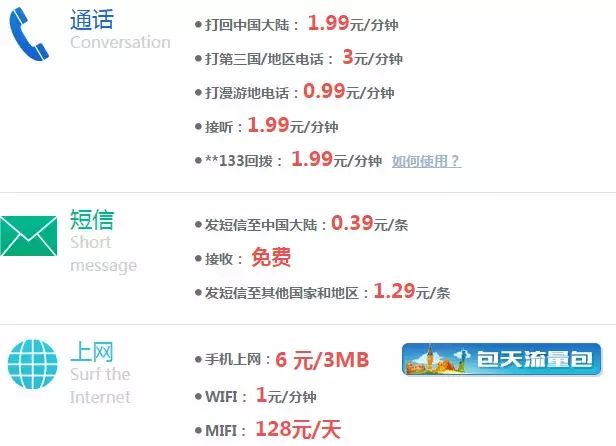 通话
Conversation
●打回中国大陆： 1.99元/分钟
●打第三国/地区电话： 3元/分钟
●打漫游地电话：0.99元/分钟
●接听：1.99元/分钟
●**133回拨： 1.99元/分钟 如何使用？
短信
Short
message
●发短信至中国大陆：0.39元/条
●接收： 免费
●发短信至其他国家和地区：1.29元/条
上网
Surf the
Internet
●手机上网：6 元/3MB 包天流量包
●WIFI： 1元/分钟
●MIFI： 128元/天